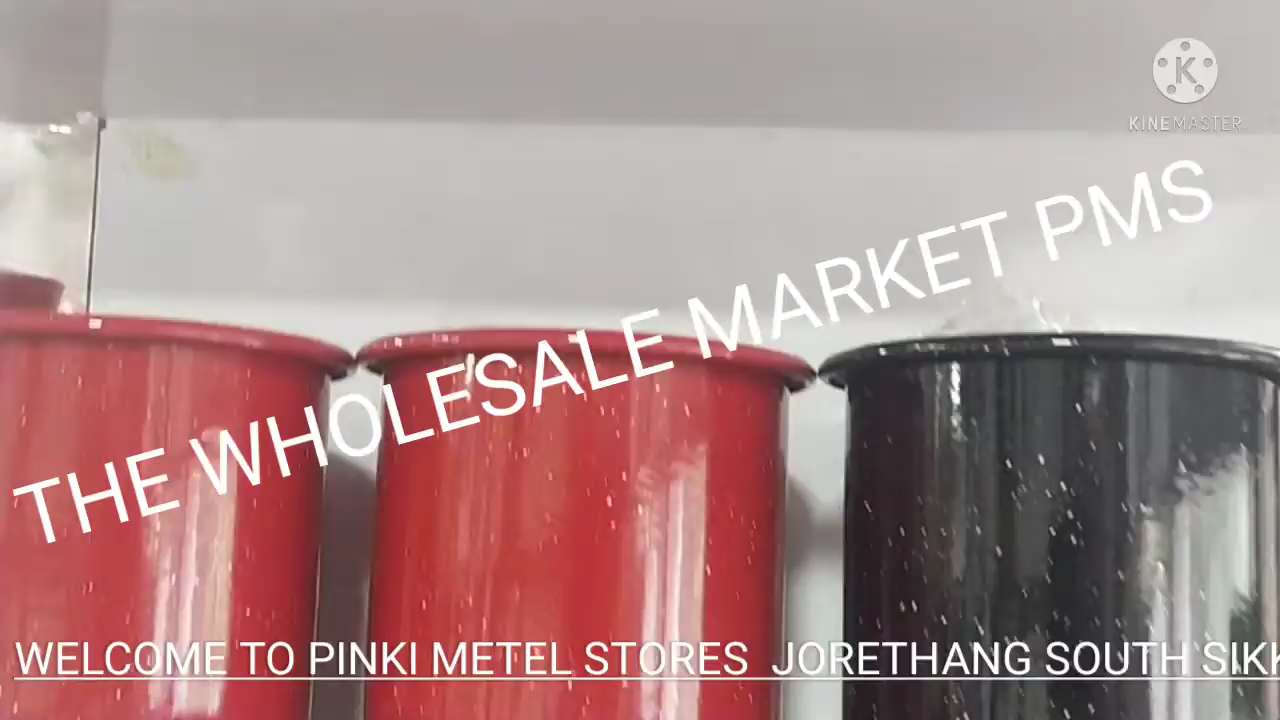 K
KINEMASTER
THE WHOLESALE MARKET PMS
WELCOME TO PINKI METEL STORES JORETHANG SOUTH